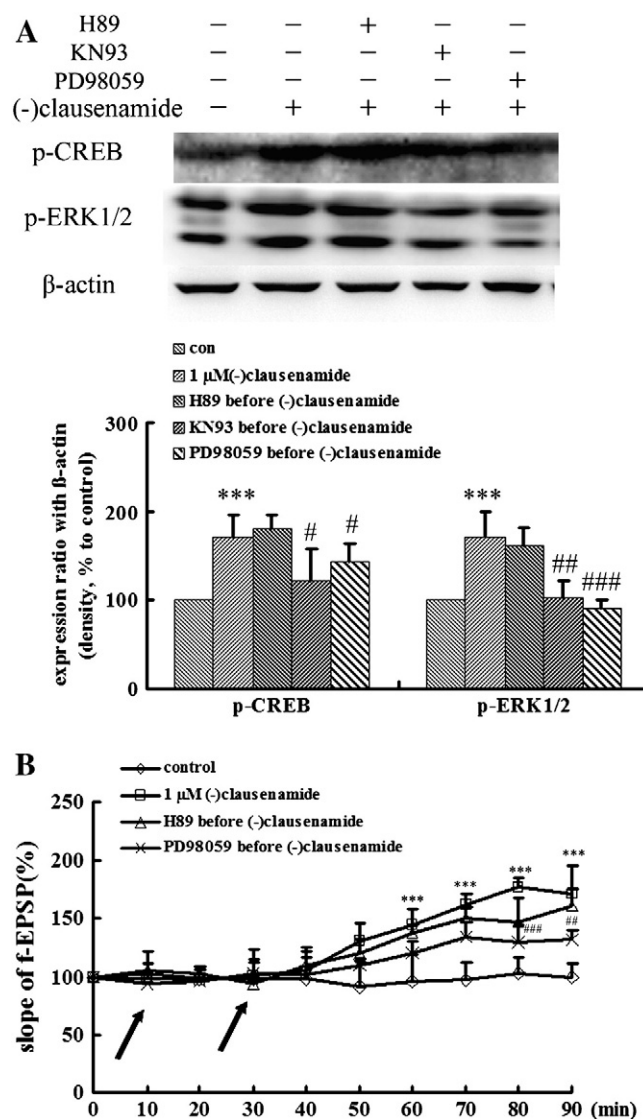 A
H89 − − + − −
KN93 − − − + −
PD98059 − − − − +
(-)clausenamide − + + + +
p-CREB
p-ERK1/2
β-actin
con
1 µM(-)clausenamide
H89 before (-)clausenamide
KN93 before (-)clausenamide
PD98059 before (-)clausenamide
expression ratio with ß-actin
(density, % to control)
300
200
100
0
*** # #
*** ## ###
p-CREB p-ERK1/2
B
control
1 µM (-)clausenamide
H89 before (-)clausenamide
PD98059 before (-)clausenamide
slope of f-EPSP(%)
250
200
150
100
50
0
*** *** *** ***
### ##
0 10 20 30 40 50 60 70 80 90 (min)